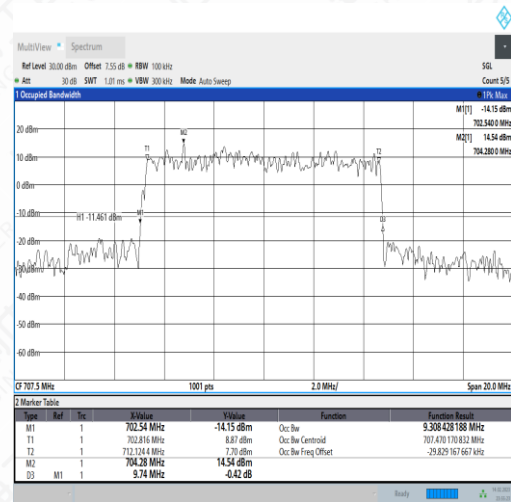 MultiView Spectrum
Ref Level 30.00 dBm Offset 7.55 dB RBW 100 kHz SGL
Att 30 dB SWT 1.01 ms VBW 300 kHz Mode Auto Sweep Count 5/5
1 Occupied Bandwidth 1Pk Max
M1[1] -14.15 dBm
702.5400 MHz
M2[1] 14.54 dBm
704.2800 MHz
20 dBm
M2
T1 T2
10 dBm
0 dBm
-10 dBm H1 -11.461 dBm M1
D3
-20 dBm
-30 dBm
-40 dBm
-50 dBm
-60 dBm
CF 707.5 MHz 1001 pts 2.0 MHz/ Span 20.0 MHz
2 Marker Table
Type Ref Trc X-Value Y-Value Function Function Result
M1 1 702.54 MHz -14.15 dBm Occ Bw 9.308 428 188 MHz
T1 1 702.816 MHz 8.87 dBm Occ Bw Centroid 707.470 170 832 MHz
T2 1 712.1244 MHz 7.70 dBm Occ Bw Freq Offset -29.829 167 667 kHz
M2 1 704.28 MHz 14.54 dBm
D3 M1 1 9.74 MHz -0.42 dB
Ready